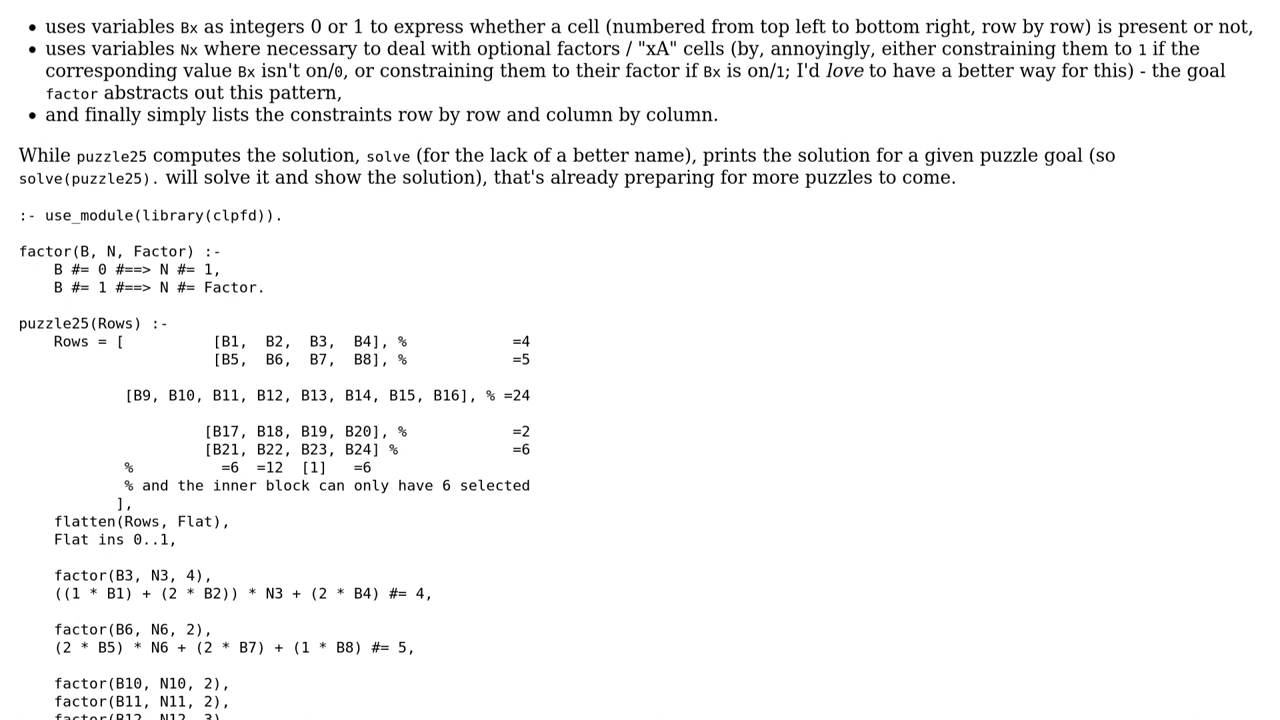 • uses variables Bx as integers 0 or 1 to express whether a cell (numbered from top left to bottom right, row by row) is present or not,
• uses variables Nx where necessary to deal with optional factors / "xA" cells (by, annoyingly, either constraining them to 1 if the
corresponding value Bx isn't on/0, or constraining them to their factor if Bx is on/1; I'd love to have a better way for this) - the goal
factor abstracts out this pattern,
• and finally simply lists the constraints row by row and column by column.
While puzzle25 computes the solution, solve (for the lack of a better name), prints the solution for a given puzzle goal (so
solve(puzzle25). will solve it and show the solution), that's already preparing for more puzzles to come.
:- use_module(library(clpfd)).
factor(B, N, Factor) :-
    B #= 0 #==> N #= 1,
    B #= 1 #==> N #= Factor.
puzzle25(Rows) :-
    Rows = [          [B1,  B2,  B3,  B4], %            =4
                      [B5,  B6,  B7,  B8], %            =5
            [B9, B10, B11, B12, B13, B14, B15, B16], % =24
                     [B17, B18, B19, B20], %            =2
                     [B21, B22, B23, B24] %             =6
            %          =6  =12  [1]   =6
            % and the inner block can only have 6 selected
           ],
    flatten(Rows, Flat),
    Flat ins 0..1,
    factor(B3, N3, 4),
    ((1 * B1) + (2 * B2)) * N3 + (2 * B4) #= 4,
    factor(B6, N6, 2),
    (2 * B5) * N6 + (2 * B7) + (1 * B8) #= 5,
    factor(B10, N10, 2),
    factor(B11, N11, 2),
    factor(B12, N12, 3),